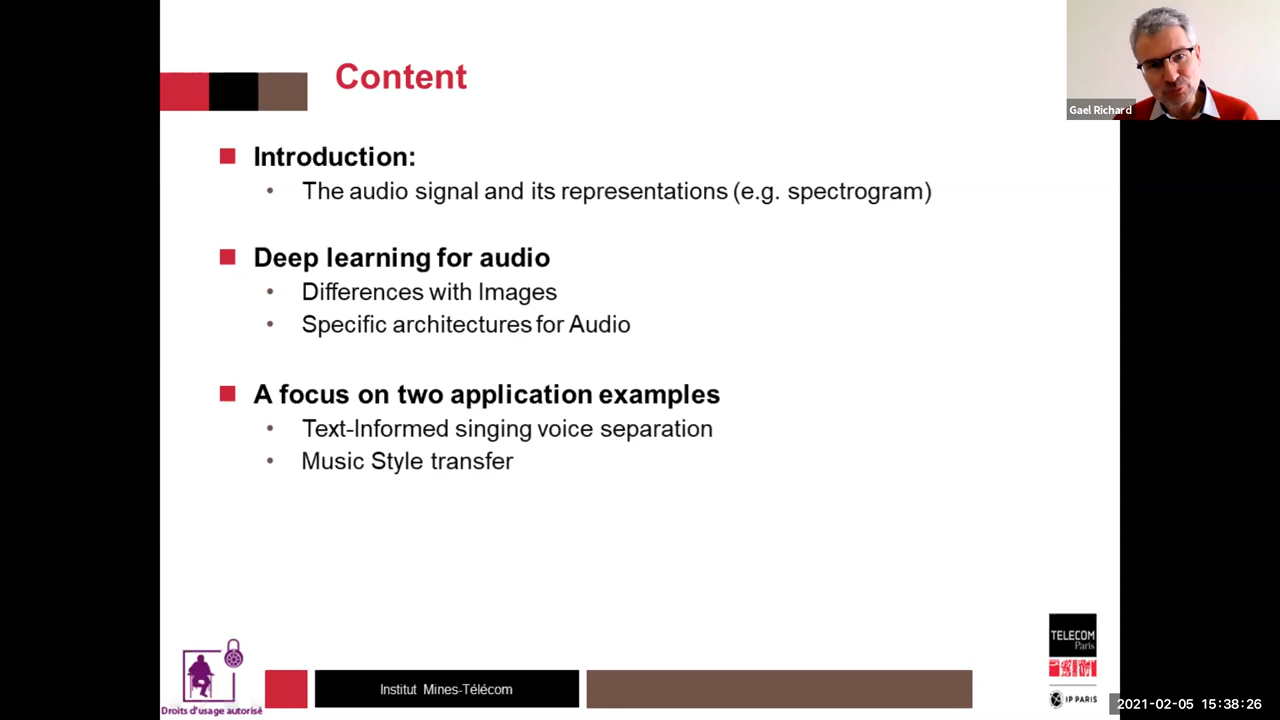 Content
Gael Richard
Introduction:
• The audio signal and its representations (e.g. spectrogram)
Deep learning for audio
• Differences with Images
• Specific architectures for Audio
A focus on two application examples
• Text-Informed singing voice separation
• Music Style transfer
TELECOM
Paris
IP PARIS
Institut Mines-Télécom
Droits d'usage autorisé
2021-02-05 15:38:26